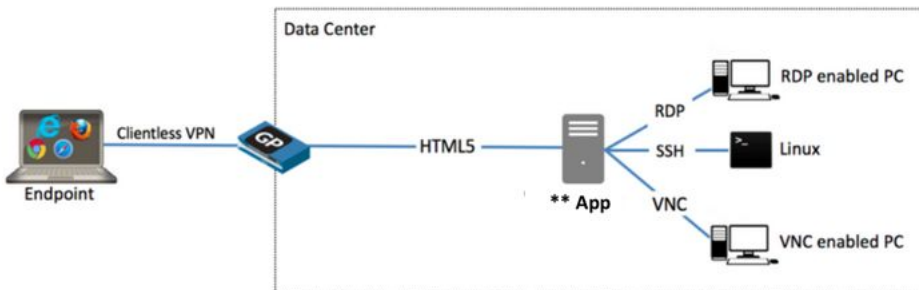 Data Center
RDP enabled PC
RDP
Clientless VPN
GP
HTML5
SSH
>_
Linux
Endpoint
** App
VNC
VNC enabled PC